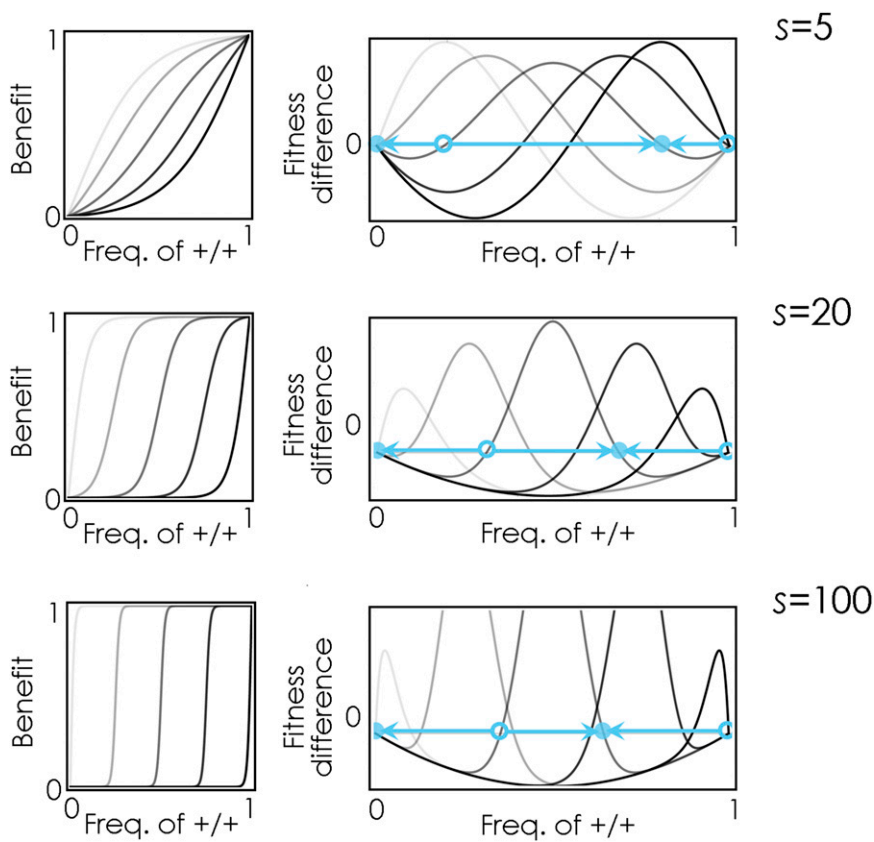 s=5
1
Benefit
0
0
1
Freq. of +/+
Fitness
difference
0
0
1
Freq. of +/+
s=20
1
Benefit
0
0
1
Freq. of +/+
Fitness
difference
0
0
1
Freq. of +/+
s=100
1
Benefit
0
0
1
Freq. of +/+
Fitness
difference
0
0
1
Freq. of +/+